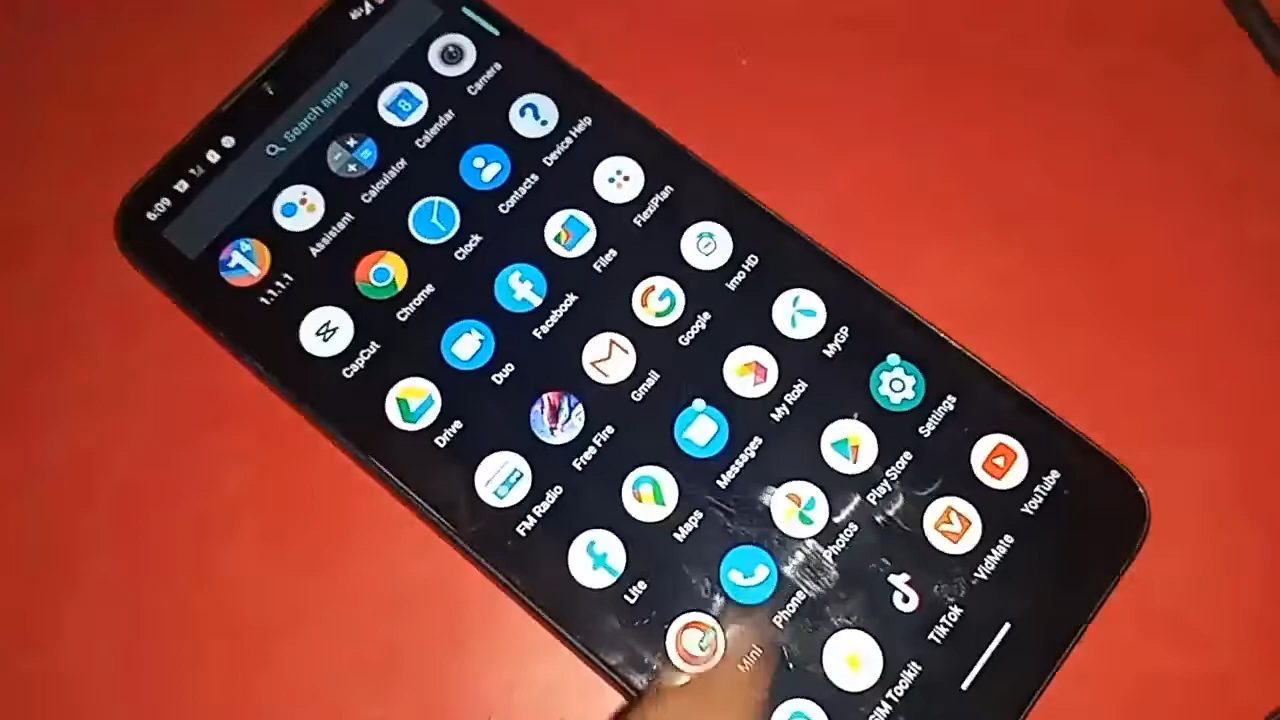 6:09
Search apps
1.1.1.1
Assistant
Calculator
Calendar
Camera
CapCut
Chrome
Clock
Contacts
Device Help
Drive
Duo
Facebook
Files
FlexiPlan
FM Radio
Free Fire
Gmail
Google
imo HD
Lite
Maps
Messages
My Robi
MyGP
Mini
Phone
Photos
Play Store
Settings
SIM Toolkit
TikTok
VidMate
YouTube